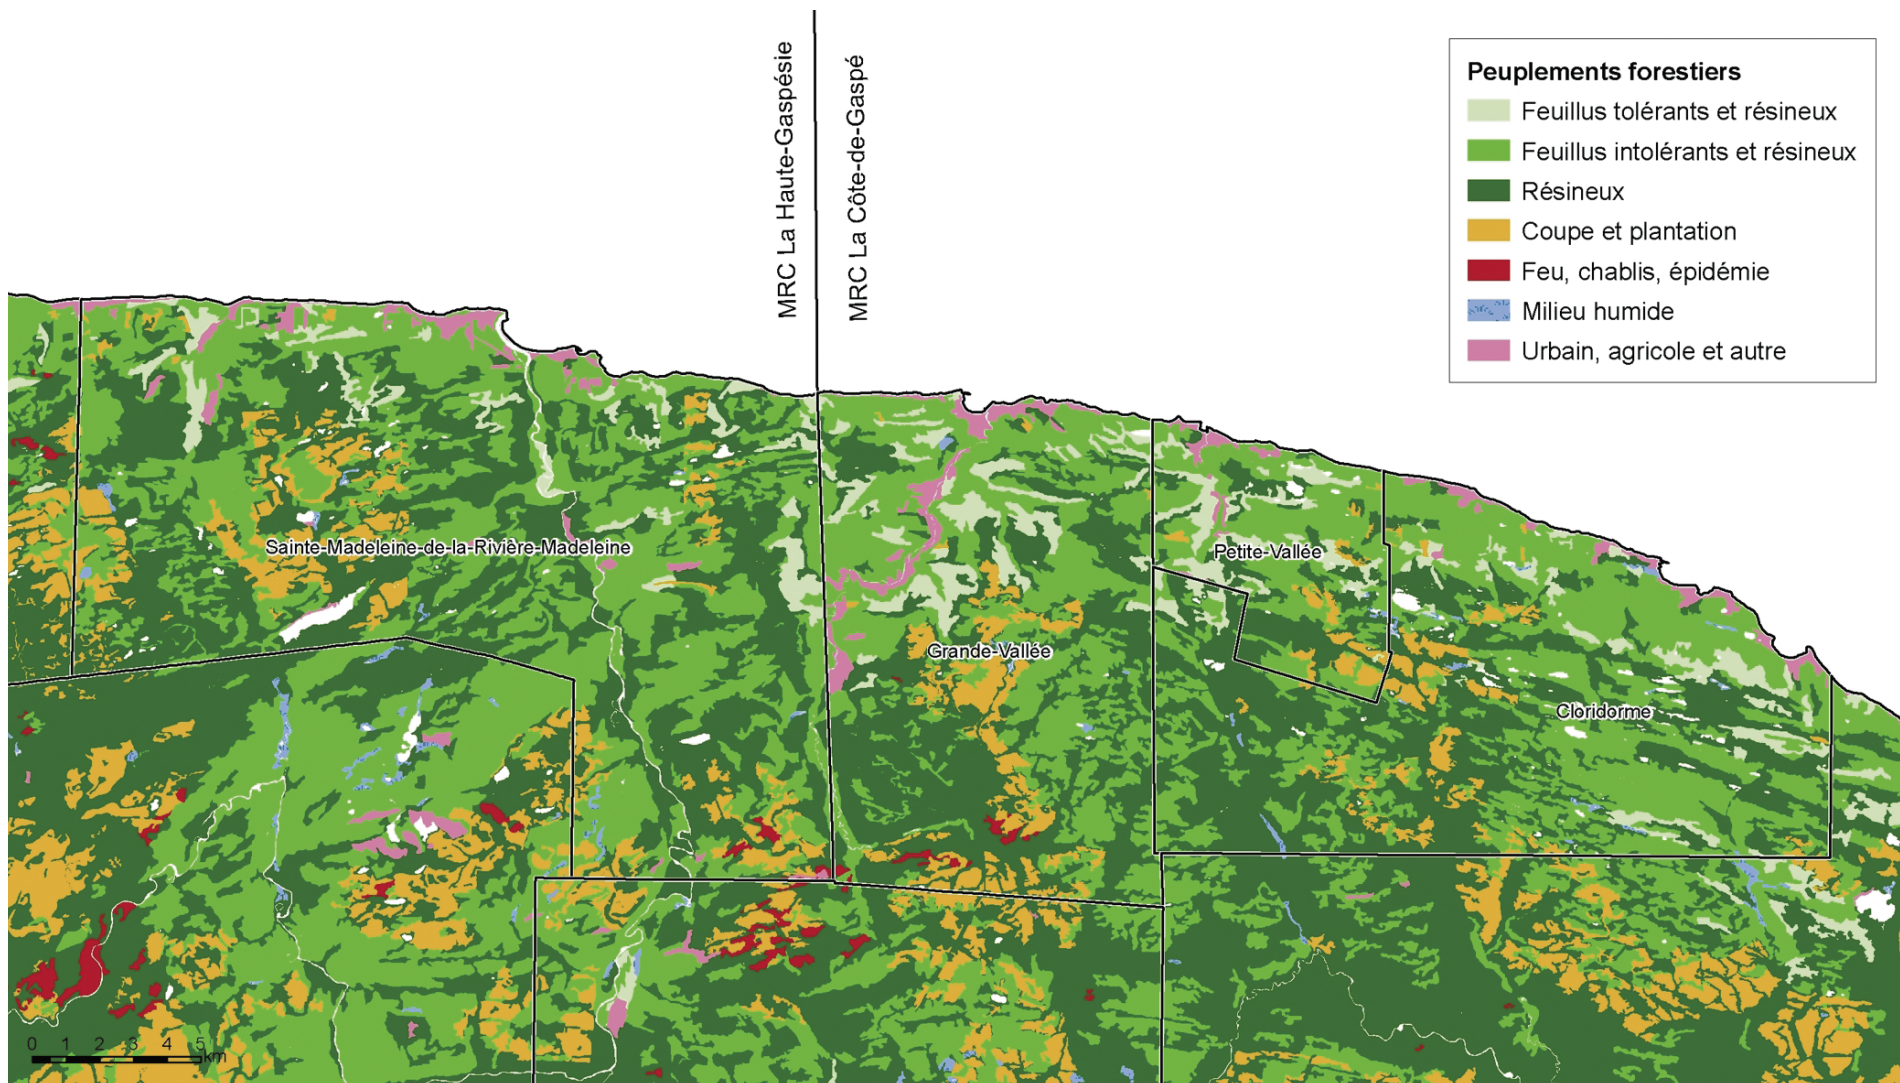 MRC La Haute-Gaspésie
MRC La Côte-de-Gaspé
Peuplements forestiers
Feuillus tolérants et résineux
Feuillus intolérants et résineux
Résineux
Coupe et plantation
Feu, chablis, épidémie
Milieu humide
Urbain, agricole et autre
Sainte-Madeleine-de-la-Rivière-Madeleine
Petite-Vallée
Grande-Vallée
Cloridorme
0 1 2 3 4 5
km